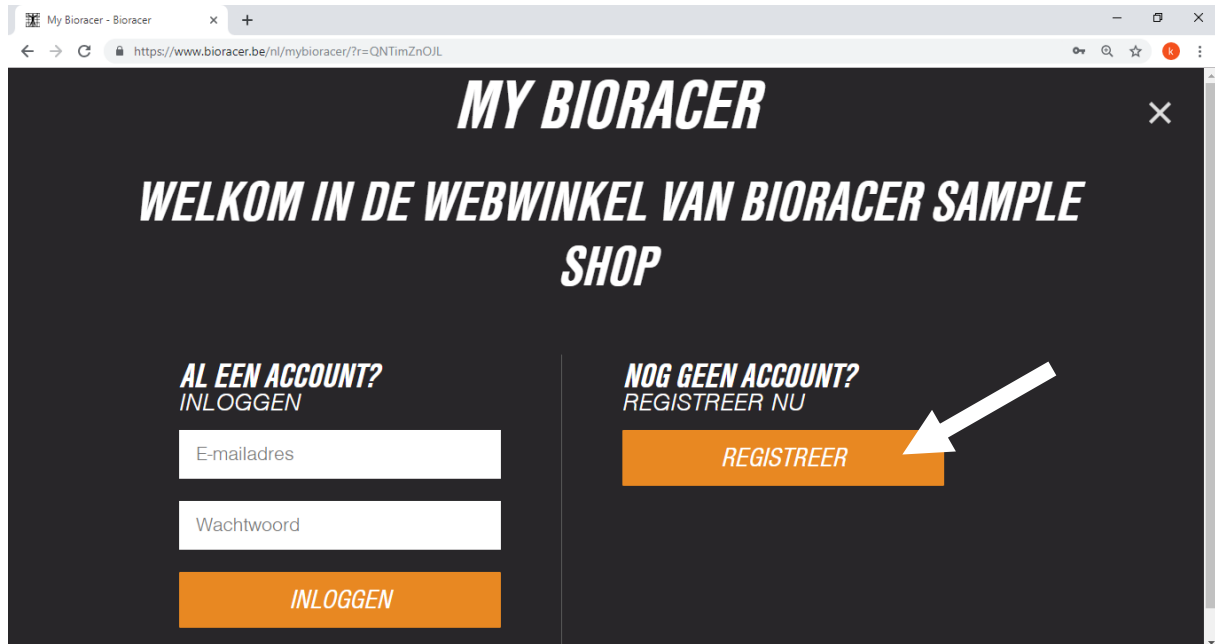 My Bioracer - Bioracer
https://www.bioracer.be/nl/mybioracer/?r=QNTimZnOJL
k
MY BIORACER
WELKOM IN DE WEBWINKEL VAN BIORACER SAMPLE
SHOP
AL EEN ACCOUNT?
INLOGGEN
E-mailadres
Wachtwoord
INLOGGEN
NOG GEEN ACCOUNT?
REGISTREER NU
REGISTREER